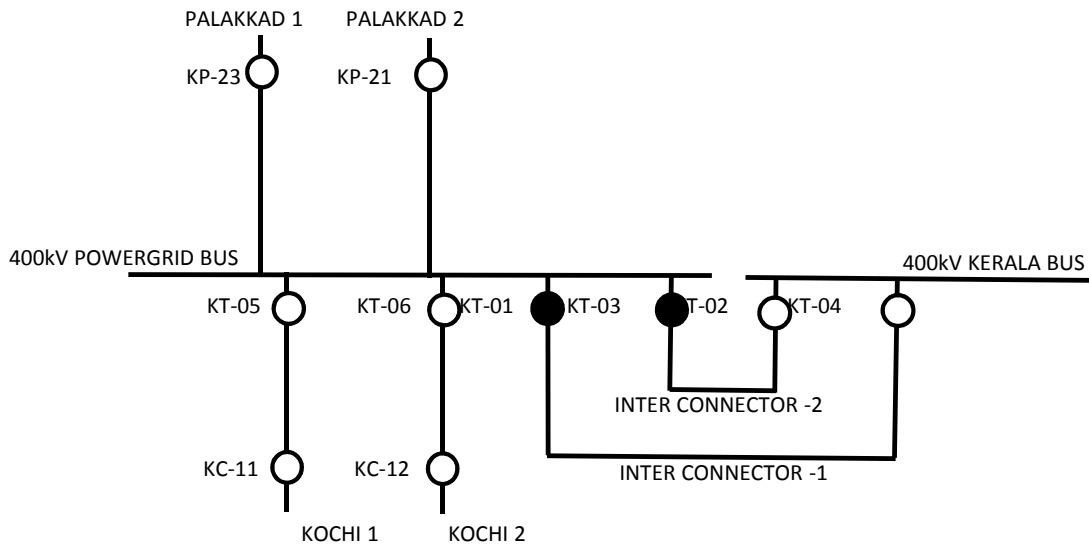 PALAKKAD 1
PALAKKAD 2
KP-23
KP-21
400kV POWERGRID BUS
400kV KERALA BUS
KT-05
KT-06
KT-01
KT-03
T-02
KT-04
INTER CONNECTOR -2
KC-11
KC-12
INTER CONNECTOR -1
KOCHI 1
KOCHI 2